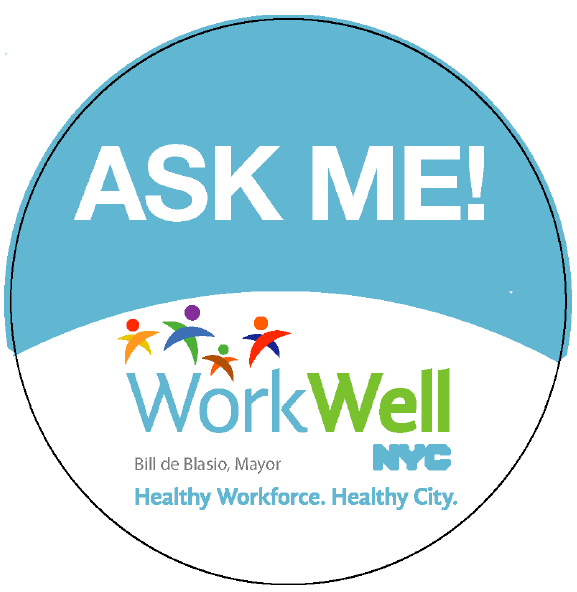 ASK ME!
WorkWell
NYC
Bill de Blasio, Mayor
Healthy Workforce. Healthy City.